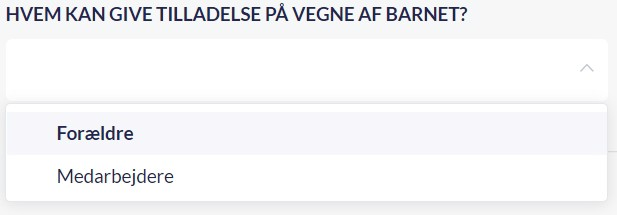 HVEM KAN GIVE TILLADELSE PÅ VEGNE AF BARNET?
Forældre
Medarbejdere